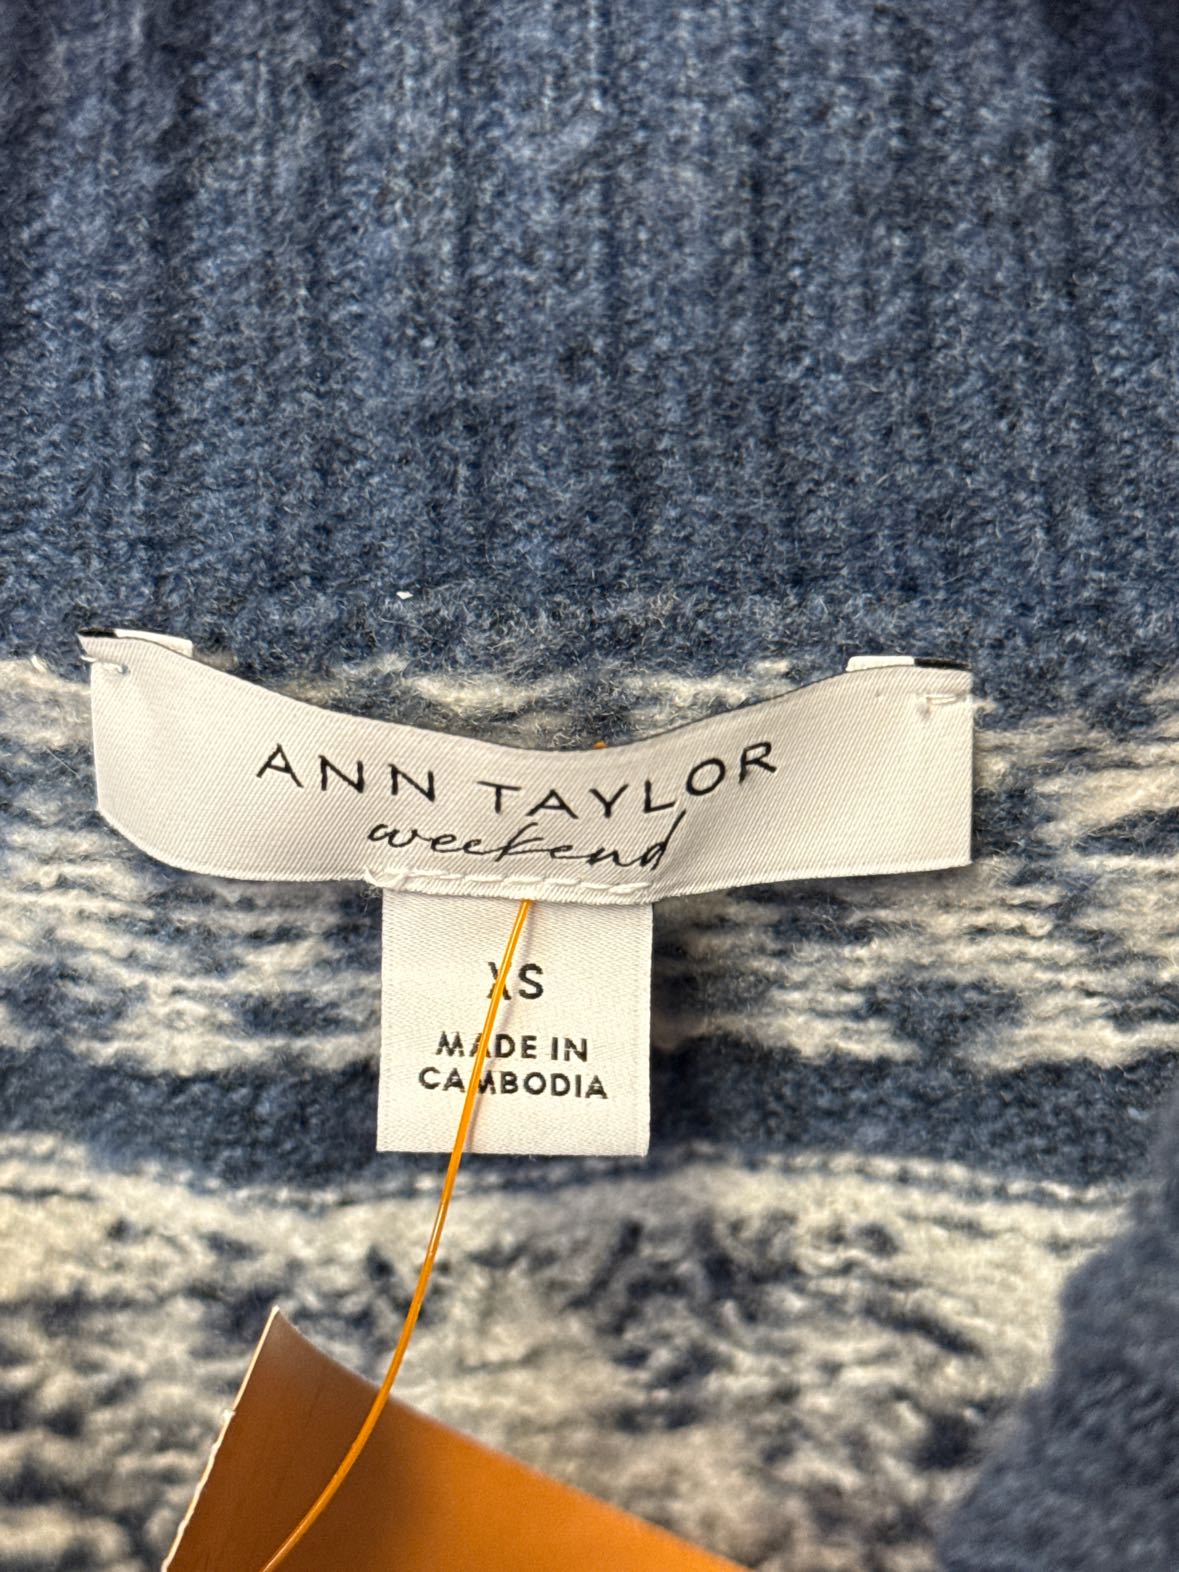 ANN TAYLOR
weekend
XS
MADE IN
CAMBODIA